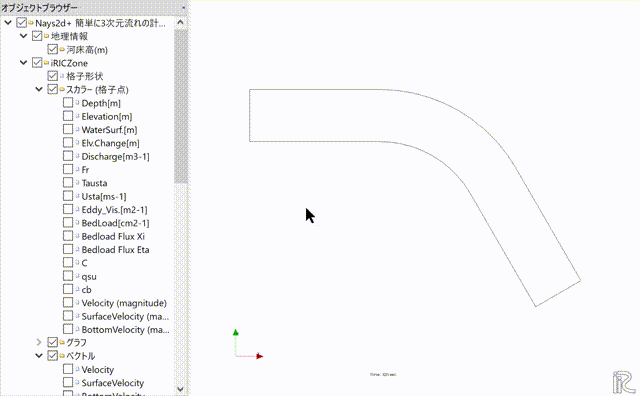 オブジェクトブラウザー
Nays2d+ 簡単に3次元流れの計...
地理情報
河床高(m)
iRICZone
格子形状
スカラー (格子点)
Depth[m]
Elevation[m]
WaterSurf.[m]
Elv.Change[m]
Discharge[m3-1]
Fr
Tausta
Usta[ms-1]
Eddy_Vis.[m2-1]
BedLoad[cm2-1]
Bedload Flux Xi
Bedload Flux Eta
C
qsu
cb
Velocity (magnitude)
SurfaceVelocity (ma...
BottomVelocity (ma...
グラフ
ベクトル
Velocity
SurfaceVelocity
BottomVelocity